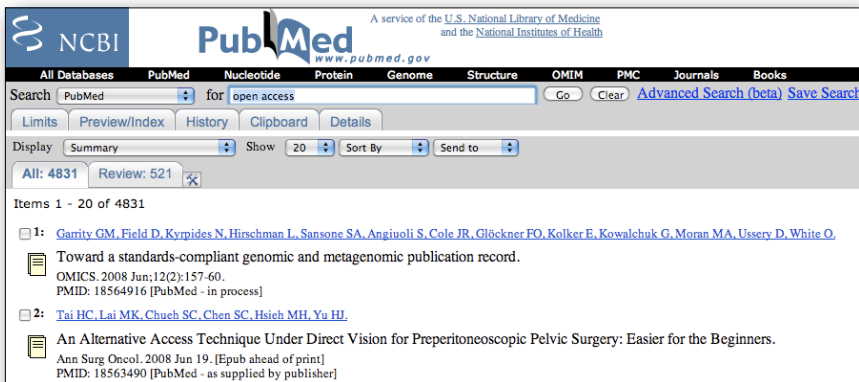 A service of the U.S. National Library of Medicine
and the National Institutes of Health
NCBI
PubMed
www.pubmed.gov
All Databases PubMed Nucleotide Protein Genome Structure OMIM PMC Journals Books
Search PubMed for open access Go Clear Advanced Search (beta) Save Search
Limits Preview/Index History Clipboard Details
Display Summary Show 20 Sort By Send to
All: 4831 Review: 521
Items 1 - 20 of 4831
1: Garrity GM, Field D, Kyrpides N, Hirschman L, Sansone SA, Angiuoli S, Cole JR, Glöckner FO, Kolker E, Kowalchuk G, Moran MA, Ussery D, White O.
Toward a standards-compliant genomic and metagenomic publication record.
OMICS. 2008 Jun;12(2):157-60.
PMID: 18564916 [PubMed - in process]
2: Tai HC, Lai MK, Chueh SC, Chen SC, Hsieh MH, Yu HJ.
An Alternative Access Technique Under Direct Vision for Preperitoneoscopic Pelvic Surgery: Easier for the Beginners.
Ann Surg Oncol. 2008 Jun 19. [Epub ahead of print]
PMID: 18563490 [PubMed - as supplied by publisher]